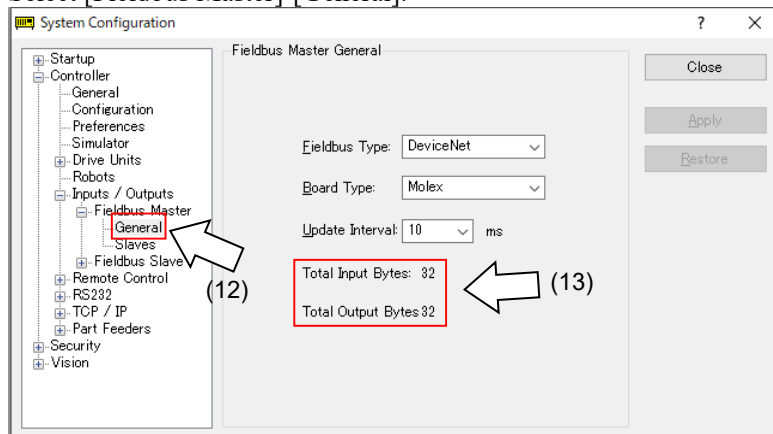 Select [Fieldbus Master]-[General].
System Configuration
? X
Startup
Controller
General
Configuration
Preferences
Simulator
Drive Units
Robots
Inputs / Outputs
Fieldbus Master
General
Slaves
Fieldbus Slave
Remote Control
RS232
TCP / IP
Part Feeders
Security
Vision
(12)
Fieldbus Master General
Fieldbus Type: DeviceNet
Board Type: Molex
Update Interval: 10 ms
Total Input Bytes: 32
Total Output Bytes 32
(13)
Close
Apply
Restore